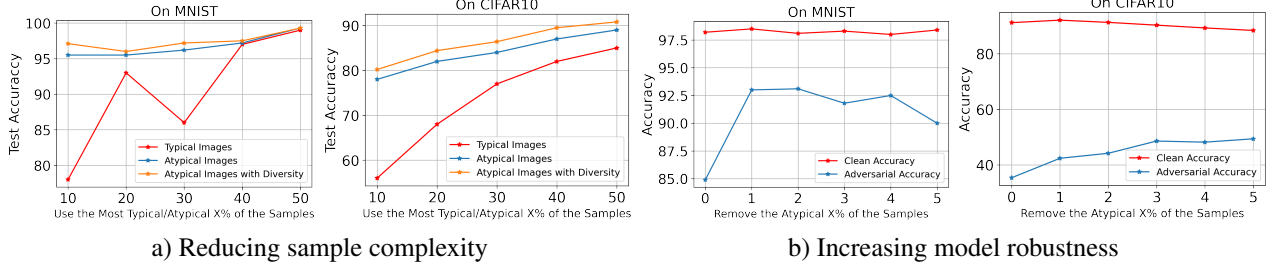 On MNIST
100
95
90
85
80
Test Accuraccy
Typical Images
Atypical Images
Atypical Images with Diversity
10 20 30 40 50
Use the Most Typical/Atypical X% of the Samples
On CIFAR10
90
80
70
60
Test Accuracy
Typical Images
Atypical Images
Atypical Images with Diversity
10 20 30 40 50
Use the Most Typical/Atypical X% of the Samples
a) Reducing sample complexity
On MNIST
97.5
95.0
92.5
90.0
87.5
85.0
Accuracy
Clean Accuracy
Adversarial Accuracy
0 1 2 3 4 5
Remove the Atypical X% of the Samples
On CIFAR10
80
60
40
Accuracy
Clean Accuracy
Adversarial Accuracy
0 1 2 3 4 5
Remove the Atypical X% of the Samples
b) Increasing model robustness